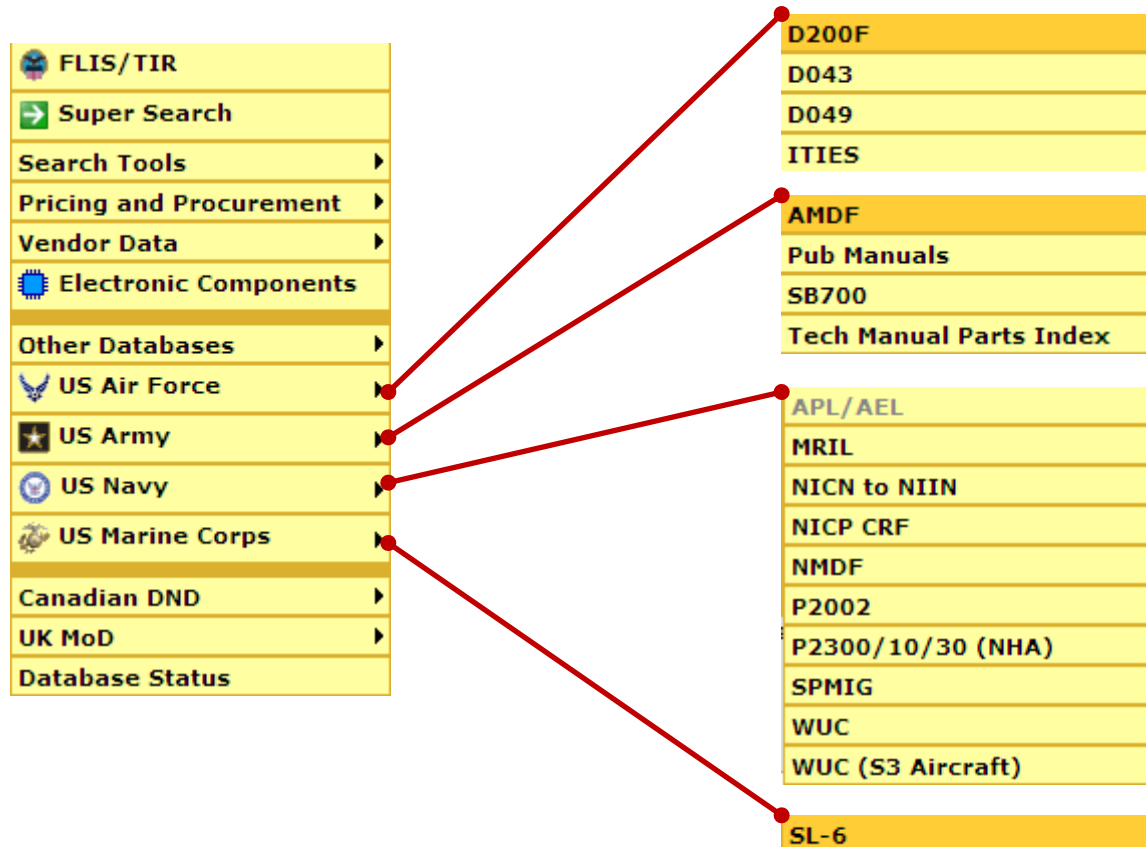 FLIS/TIR
Super Search
Search Tools
Pricing and Procurement
Vendor Data
Electronic Components
Other Databases
US Air Force
US Army
US Navy
US Marine Corps
Canadian DND
UK MoD
Database Status
D200F
D043
D049
ITIES
AMDF
Pub Manuals
SB700
Tech Manual Parts Index
APL/AEL
MRIL
NICN to NIIN
NICP CRF
NMDF
P2002
P2300/10/30 (NHA)
SPMIG
WUC
WUC (S3 Aircraft)
SL-6